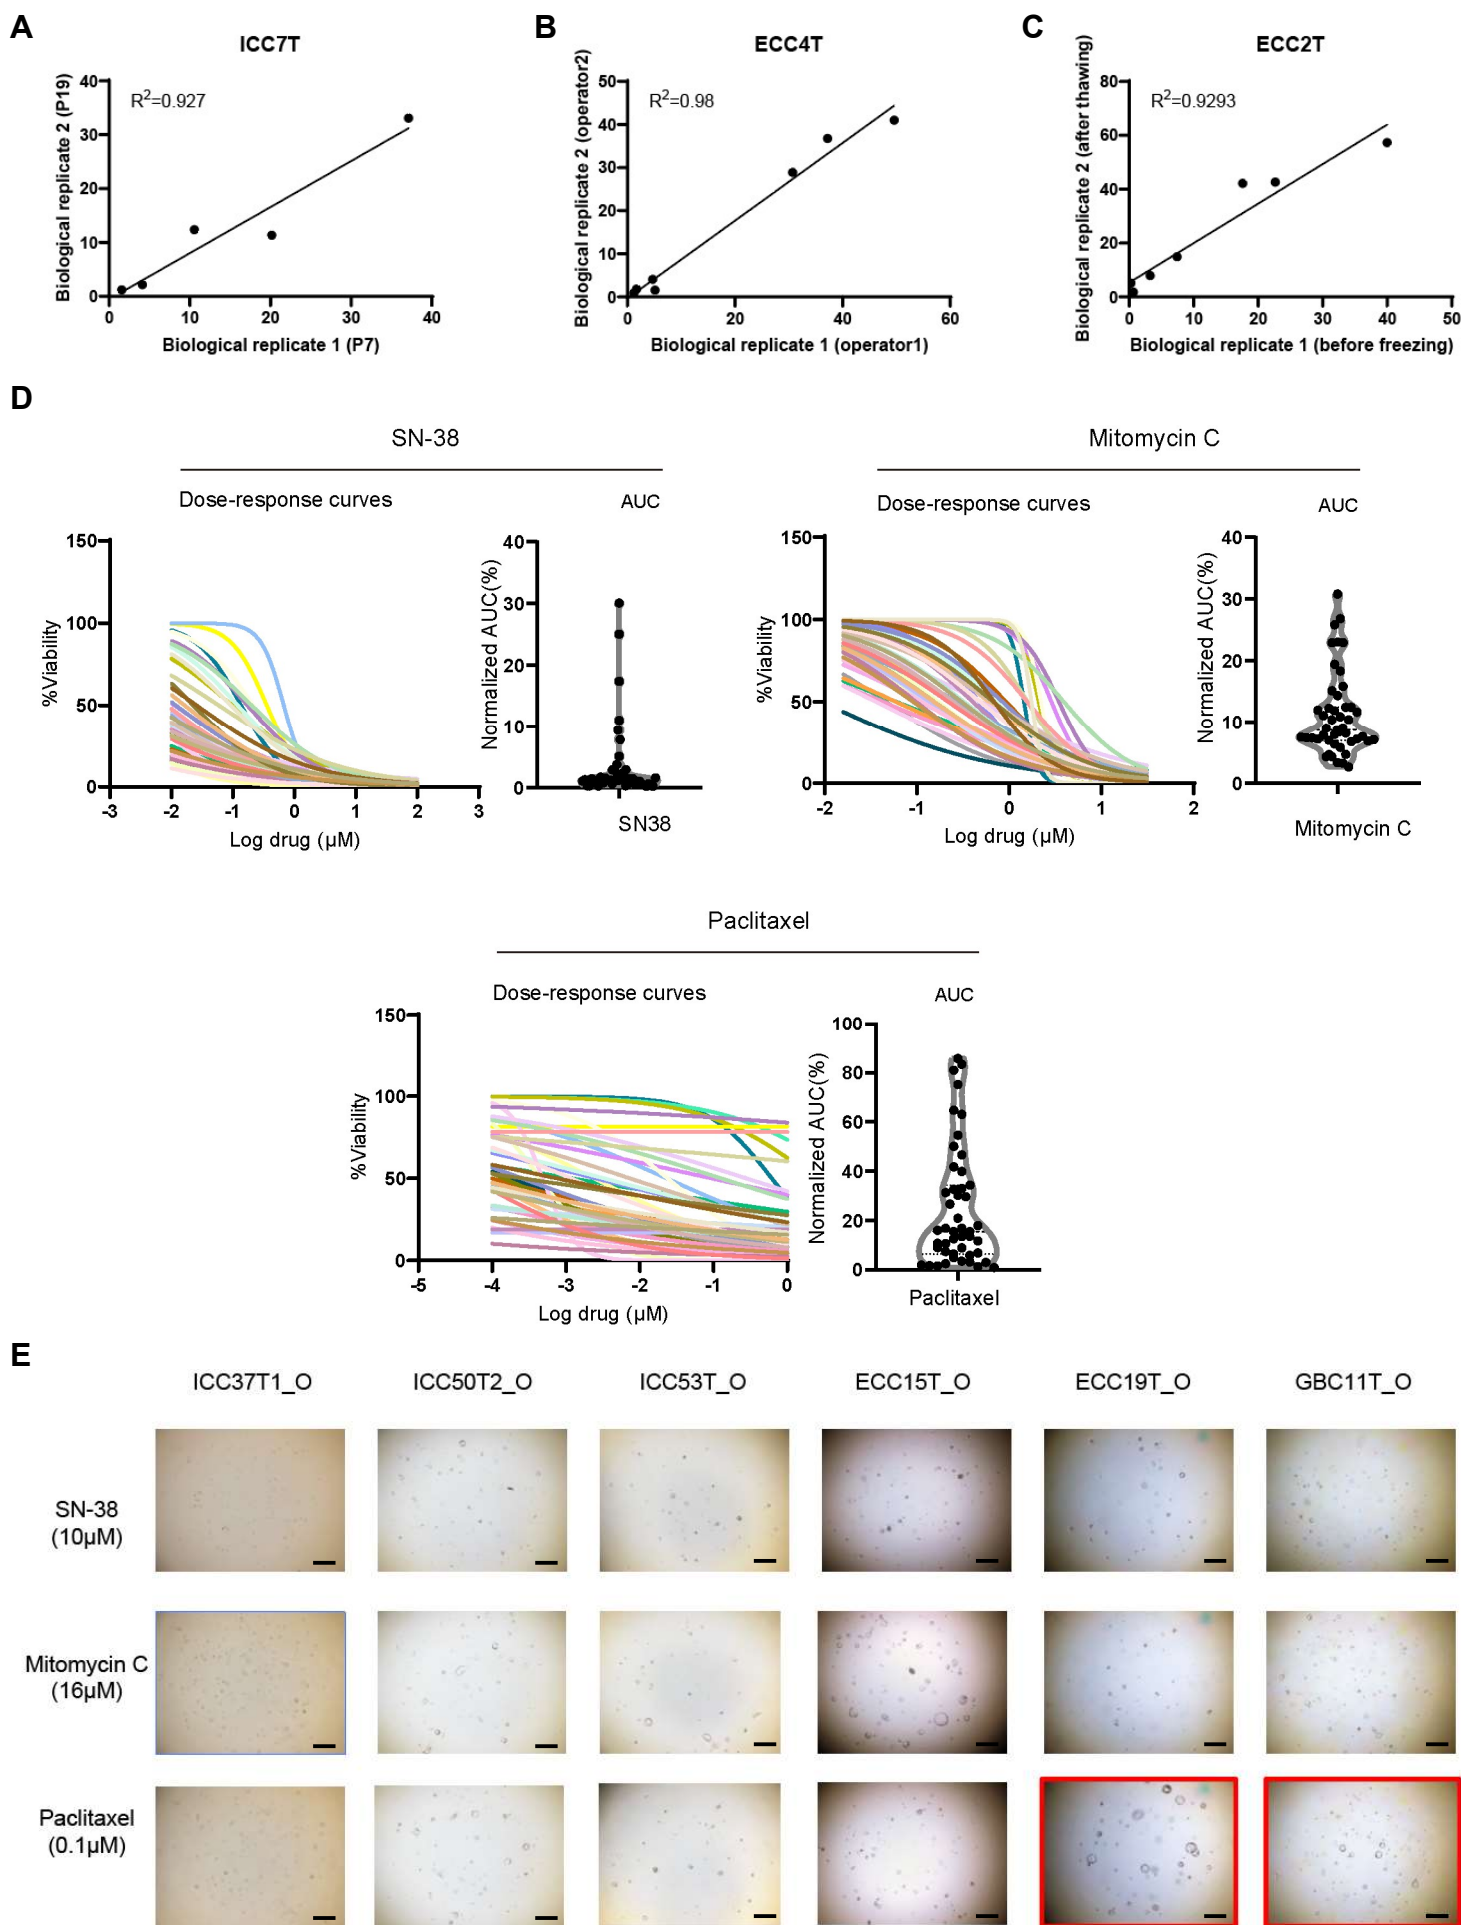 A
ICC7T
R²=0.927
Biological replicate 2 (P19)
40
30
20
10
0
0 10 20 30 40
Biological replicate 1 (P7)
B
ECC4T
R²=0.98
Biological replicate 2 (operator2)
50
40
30
20
10
0
0 20 40 60
Biological replicate 1 (operator1)
C
ECC2T
R²=0.9293
Biological replicate 2 (after thawing)
80
60
40
20
0
0 10 20 30 40 50
Biological replicate 1 (before freezing)
D
SN-38
Dose-response curves
%Viability
150
100
50
0
-3 -2 -1 0 1 2 3
Log drug (µM)
AUC
Normalized AUC(%)
40
30
20
10
0
SN38
Mitomycin C
Dose-response curves
%Viability
150
100
50
0
-2 -1 0 1 2
Log drug (µM)
AUC
Normalized AUC(%)
40
30
20
10
0
Mitomycin C
Paclitaxel
Dose-response curves
%Viability
150
100
50
0
-5 -4 -3 -2 -1 0
Log drug (µM)
AUC
Normalized AUC(%)
100
80
60
40
20
0
Paclitaxel
E
ICC37T1_O ICC50T2_O ICC53T_O ECC15T_O ECC19T_O GBC11T_O
SN-38
(10µM)
Mitomycin C
(16µM)
Paclitaxel
(0.1µM)